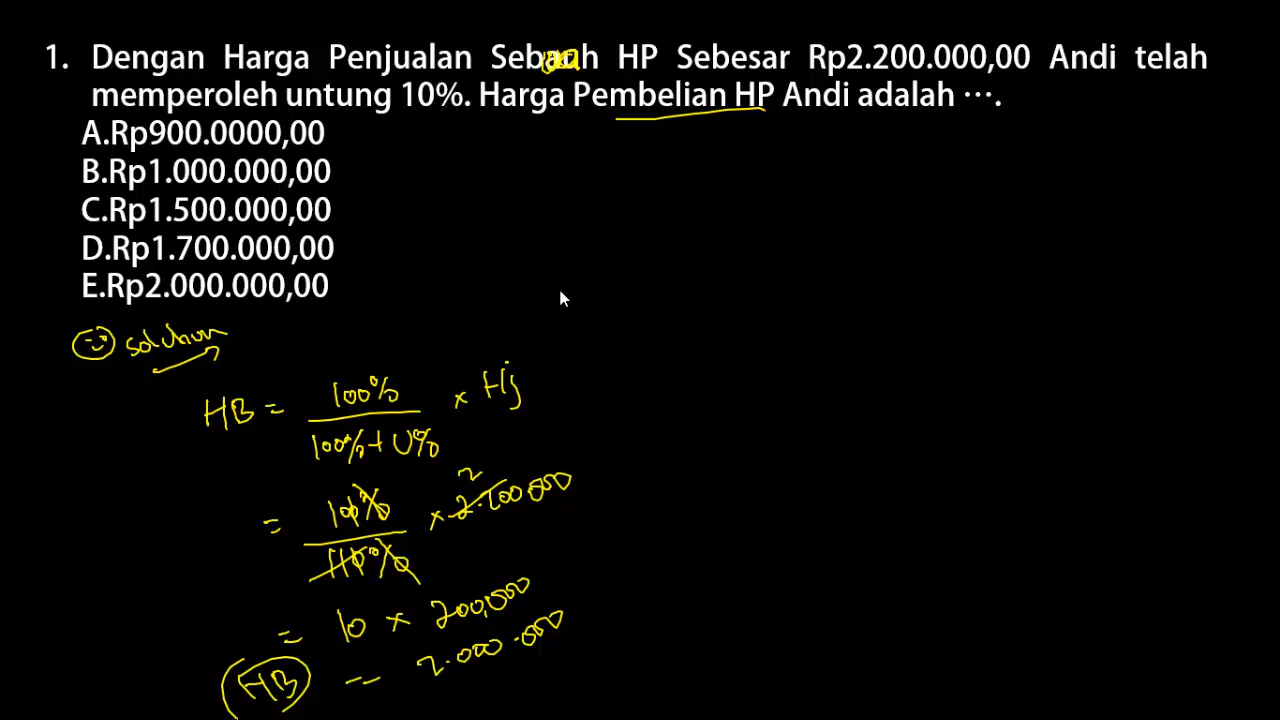 1. Dengan Harga Penjualan Sebuah HP Sebesar Rp2.200.000,00 Andi telah
memperoleh untung 10%. Harga Pembelian HP Andi adalah ….
A.Rp900.0000,00
B.Rp1.000.000,00
C.Rp1.500.000,00
D.Rp1.700.000,00
E.Rp2.000.000,00
solution
HB = 100% / 100% + U% × Hj
= 100% / 110% × 2.200.000 2
= 10 × 200.000
HB = 2.000.000